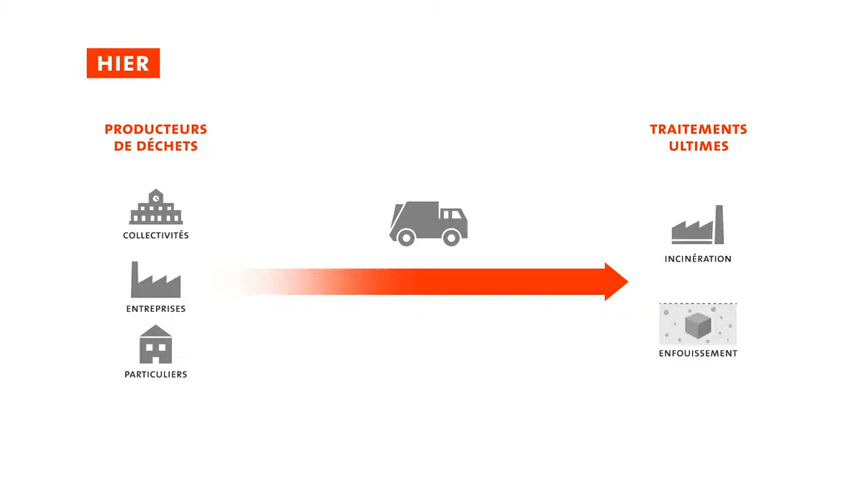 HIER
PRODUCTEURS
DE DÉCHETS
COLLECTIVITÉS
ENTREPRISES
PARTICULIERS
TRAITEMENTS
ULTIMES
INCINÉRATION
ENFOUISSEMENT